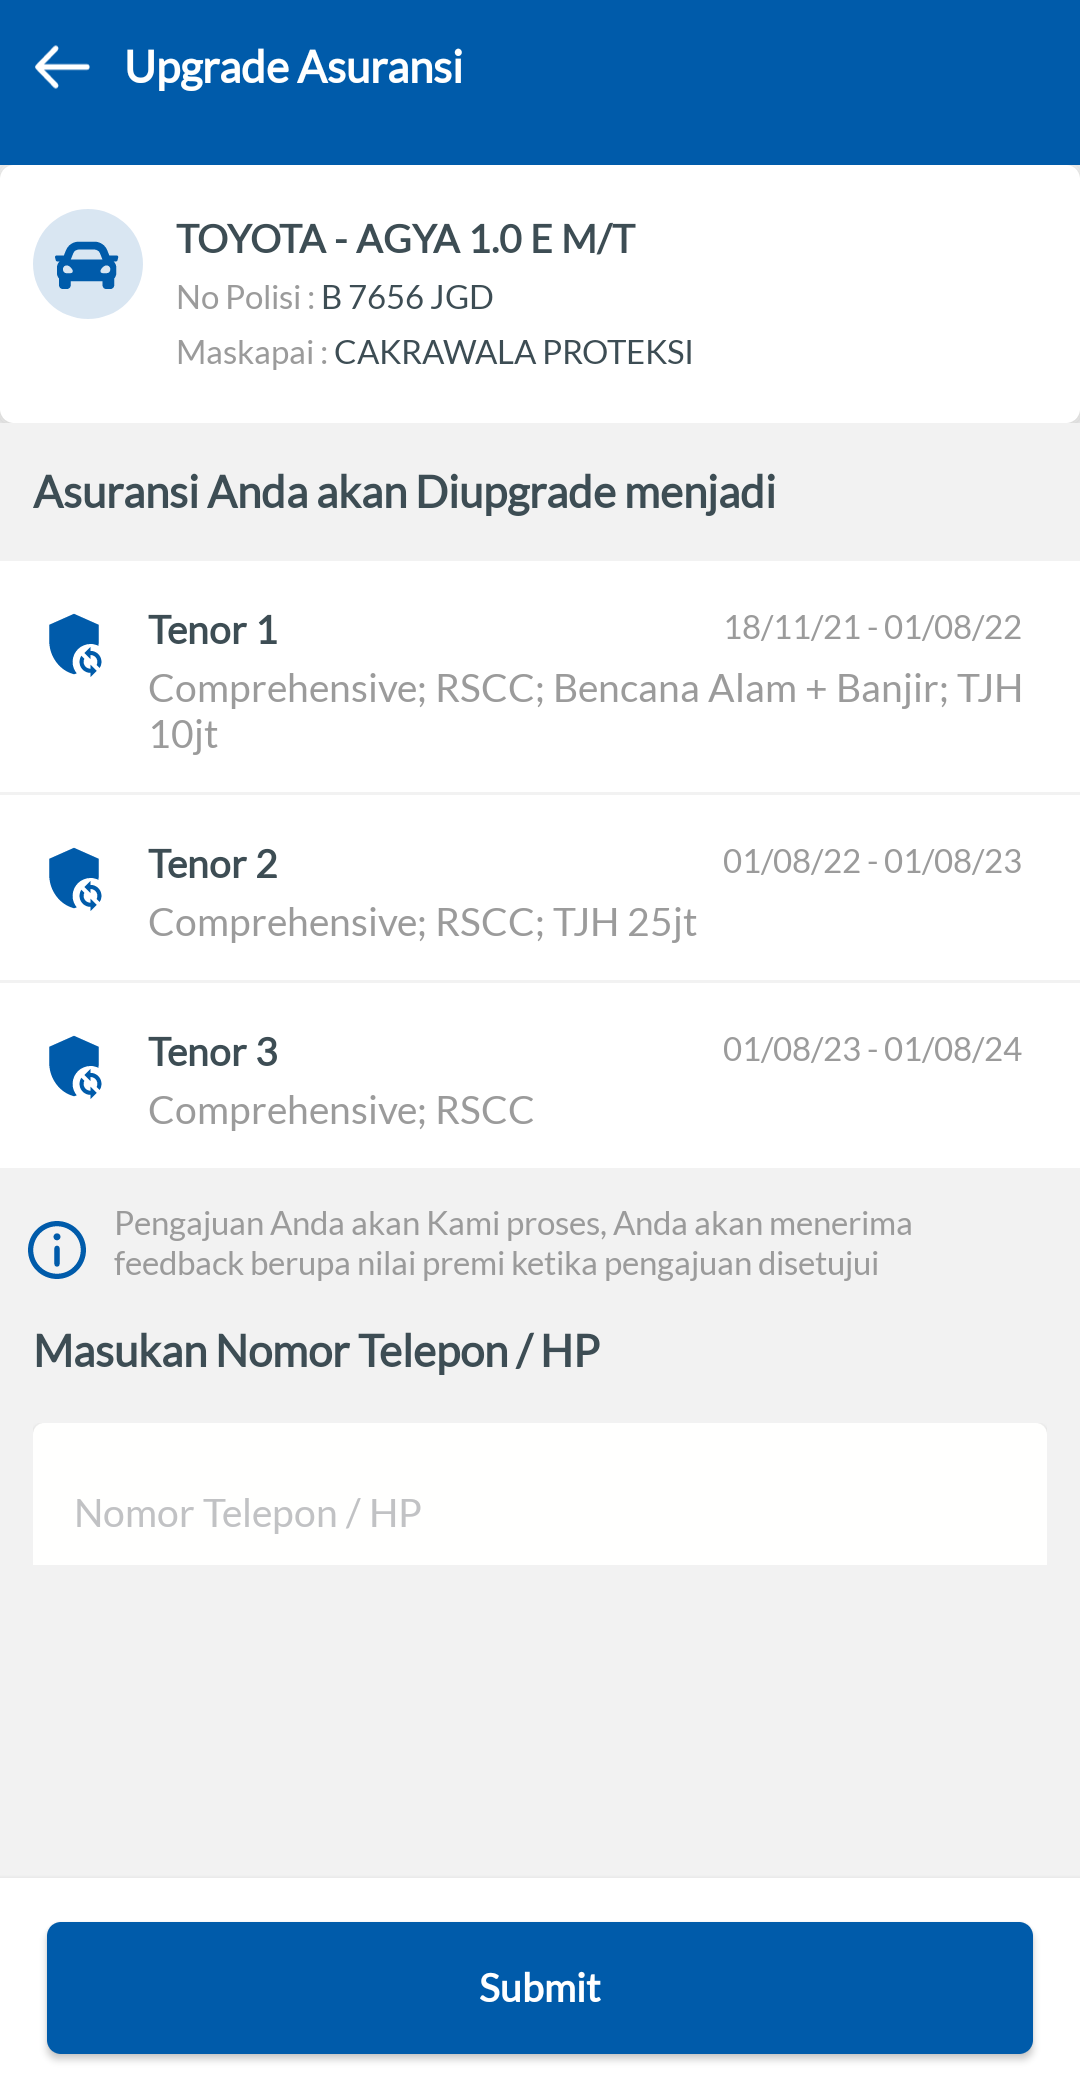 Upgrade Asuransi
TOYOTA - AGYA 1.0 E M/T
No Polisi : B 7656 JGD
Maskapai : CAKRAWALA PROTEKSI
Asuransi Anda akan Diupgrade menjadi
Tenor 1 18/11/21 - 01/08/22
Comprehensive; RSCC; Bencana Alam + Banjir; TJH
10jt
Tenor 2 01/08/22 - 01/08/23
Comprehensive; RSCC; TJH 25jt
Tenor 3 01/08/23 - 01/08/24
Comprehensive; RSCC
Pengajuan Anda akan Kami proses, Anda akan menerima
feedback berupa nilai premi ketika pengajuan disetujui
Masukan Nomor Telepon / HP
Nomor Telepon / HP
Submit